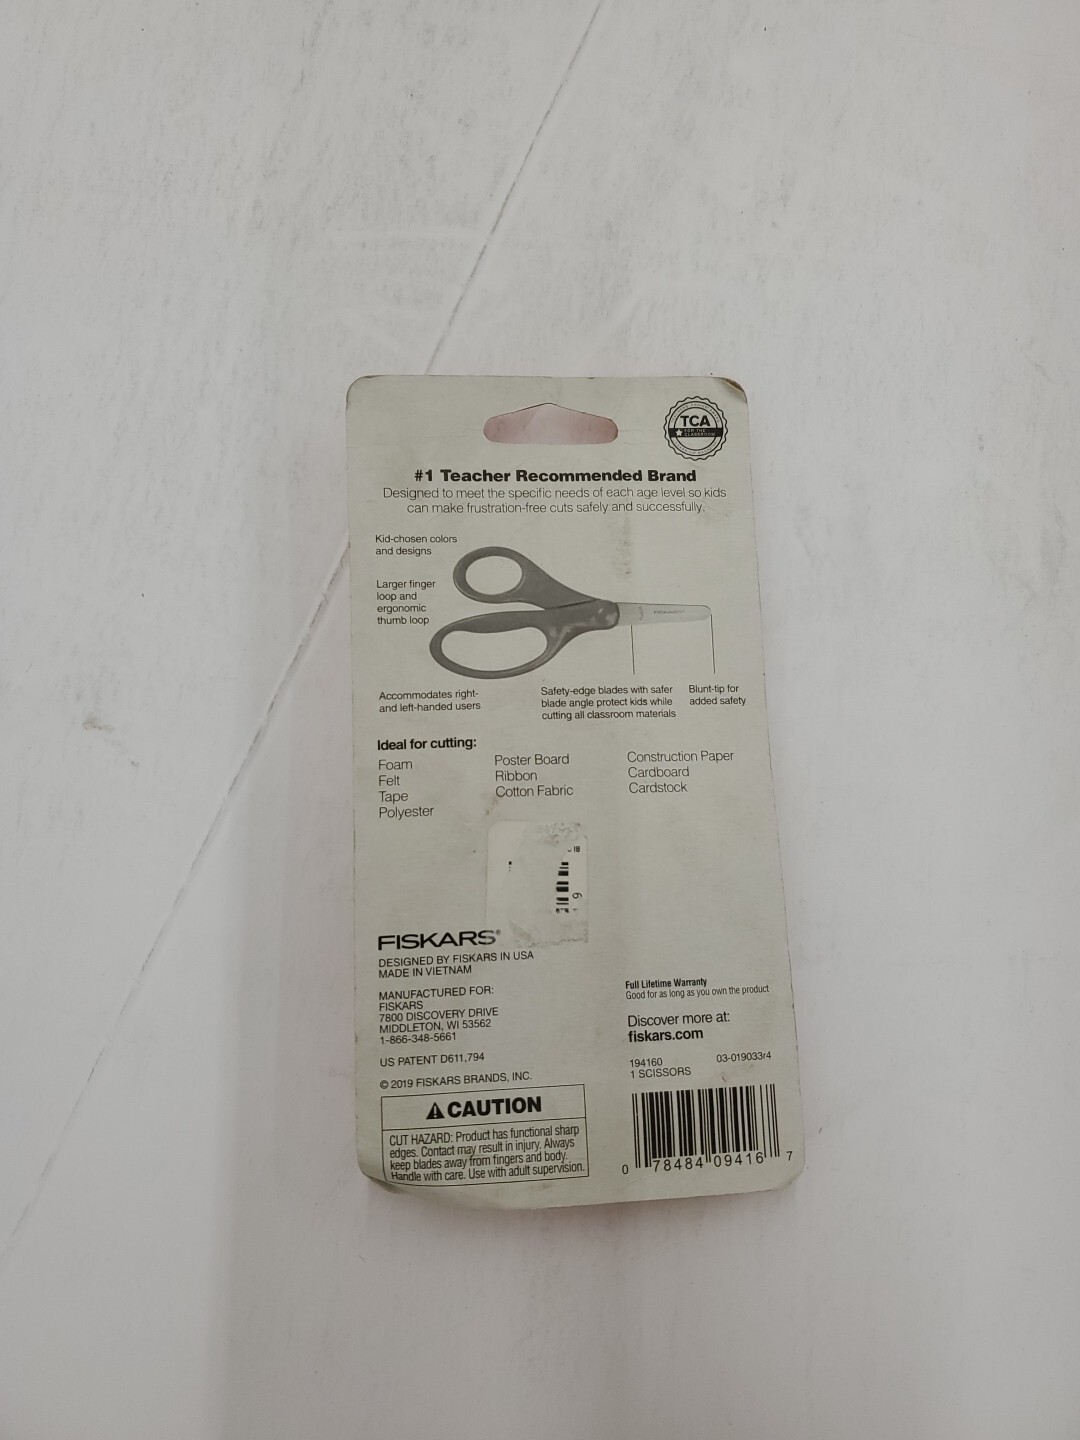 TCA
FOR THE
CLASSROOM
#1 Teacher Recommended Brand
Designed to meet the specific needs of each age level so kids
can make frustration-free cuts safely and successfully.
Kid-chosen colors
and designs
Larger finger
loop and
ergonomic
thumb loop
FISKARS
Accommodates right-
and left-handed users
Safety-edge blades with safer
blade angle protect kids while
cutting all classroom materials
Blunt-tip for
added safety
Ideal for cutting:
Foam
Felt
Tape
Polyester
Poster Board
Ribbon
Cotton Fabric
Construction Paper
Cardboard
Cardstock
FISKARS®
DESIGNED BY FISKARS IN USA
MADE IN VIETNAM
MANUFACTURED FOR:
FISKARS
7800 DISCOVERY DRIVE
MIDDLETON, WI 53562
1-866-348-5661
US PATENT D611,794
© 2019 FISKARS BRANDS, INC.
CAUTION
CUT HAZARD: Product has functional sharp
edges. Contact may result in injury. Always
keep blades away from fingers and body.
Handle with care. Use with adult supervision.
Full Lifetime Warranty
Good for as long as you own the product
Discover more at:
fiskars.com
194160 03-019033r4
1 SCISSORS
0 78484 09416 7